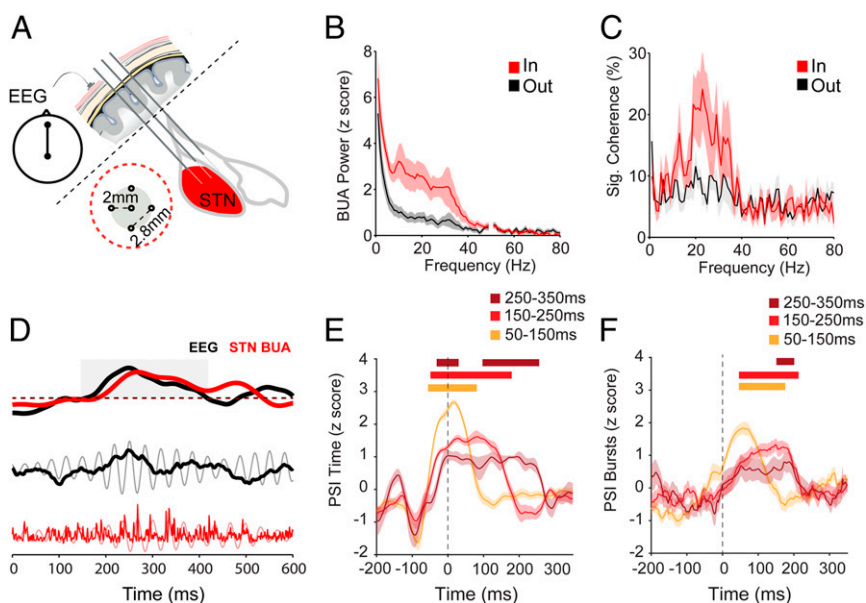 A
EEG
STN
2mm
2.8mm
B
In
Out
BUA Power (z score)
8
6
4
2
0
0 20 40 60 80
Frequency (Hz)
C
In
Out
Sig. Coherence (%)
30
20
10
0
0 20 40 60 80
Frequency (Hz)
D
EEG STN BUA
0 100 200 300 400 500 600
Time (ms)
E
250-350ms
150-250ms
50-150ms
PSI Time (z score)
4
3
2
1
0
-1
-2
-200 -100 0 100 200 300
Time (ms)
F
250-350ms
150-250ms
50-150ms
PSI Bursts (z score)
4
3
2
1
0
-1
-2
-200 -100 0 100 200 300
Time (ms)